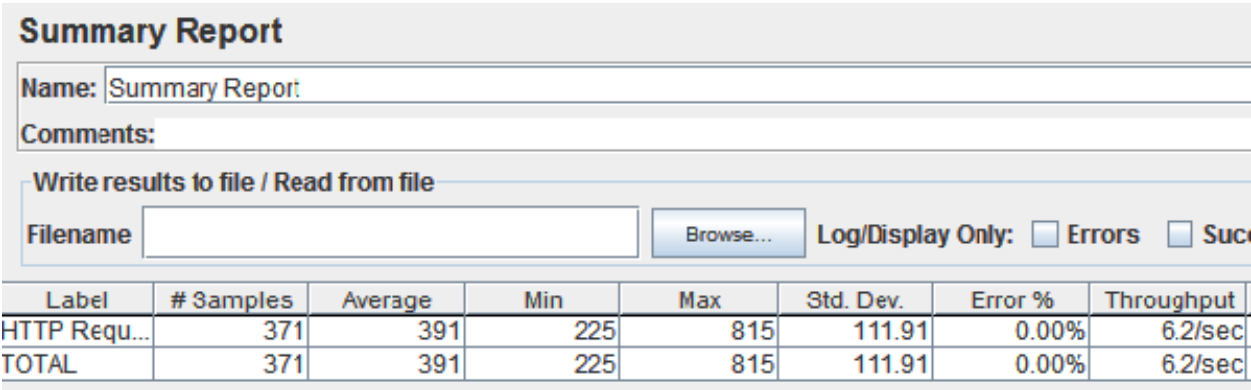 Summary Report
Name: Summary Report
Comments:
Write results to file / Read from file
Filename Browse... Log/Display Only: Errors Succ
Label # Samples Average Min Max Std. Dev. Error % Throughput
HTTP Requ... 371 391 225 815 111.91 0.00% 6.2/sec
TOTAL 371 391 225 815 111.91 0.00% 6.2/sec